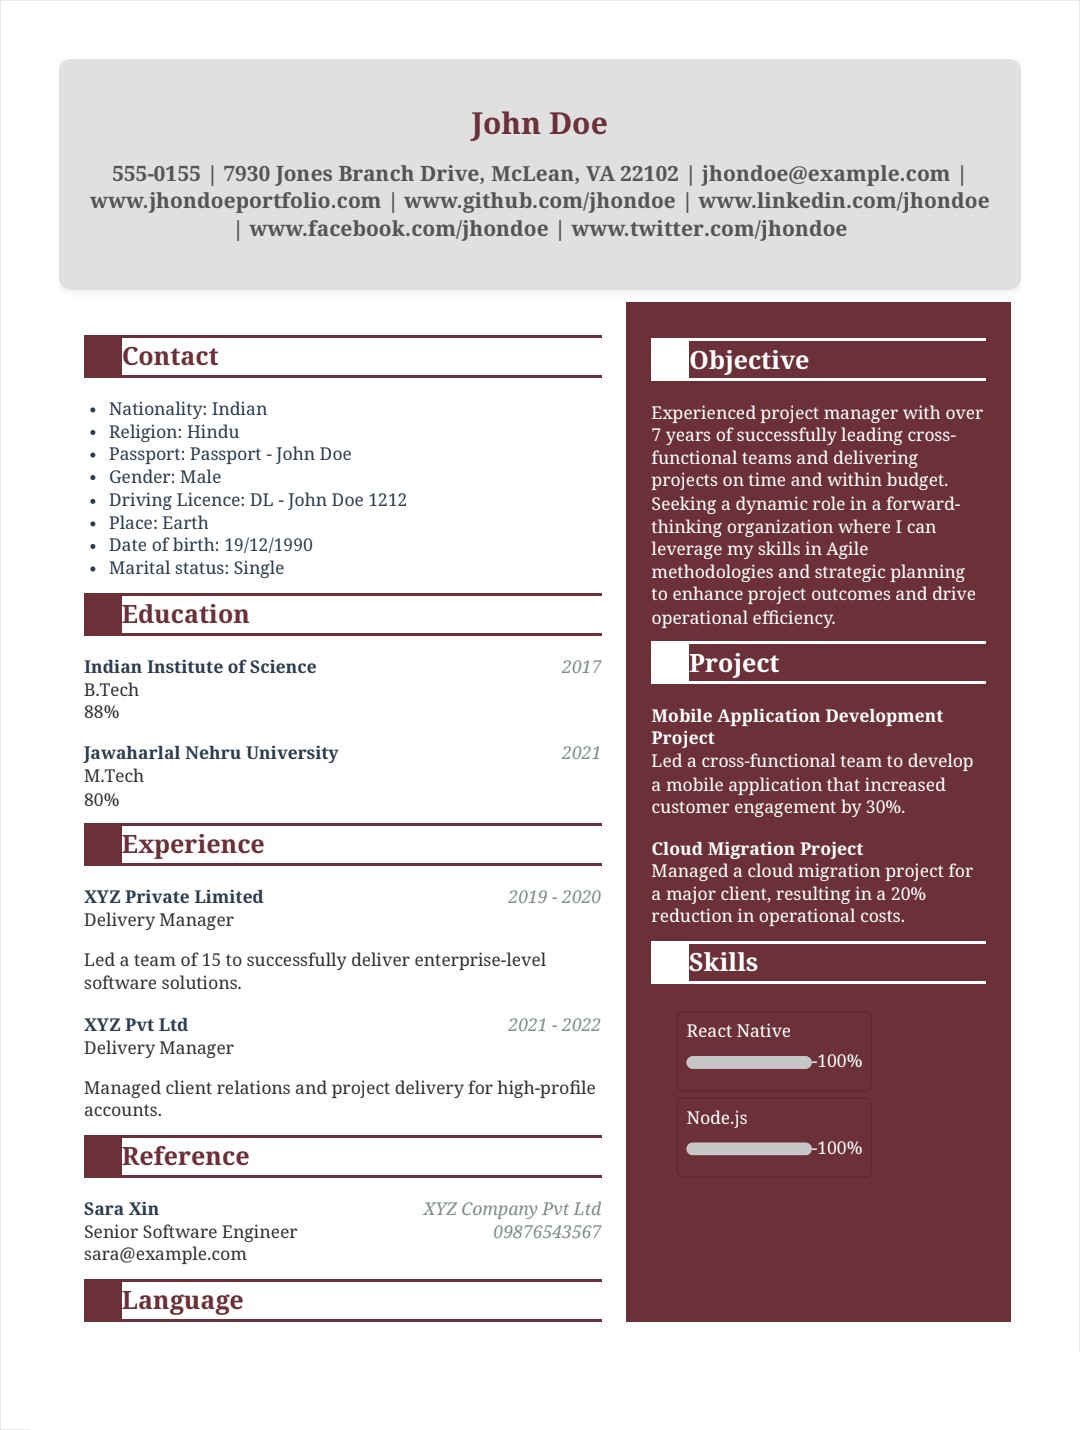 John Doe
555-0155 | 7930 Jones Branch Drive, McLean, VA 22102 | jhondoe@example.com |
www.jhondoeportfolio.com | www.github.com/jhondoe | www.linkedin.com/jhondoe
| www.facebook.com/jhondoe | www.twitter.com/jhondoe
Contact
• Nationality: Indian
• Religion: Hindu
• Passport: Passport - John Doe
• Gender: Male
• Driving Licence: DL - John Doe 1212
• Place: Earth
• Date of birth: 19/12/1990
• Marital status: Single
Education
Indian Institute of Science 2017
B.Tech
88%
Jawaharlal Nehru University 2021
M.Tech
80%
Experience
XYZ Private Limited 2019 - 2020
Delivery Manager
Led a team of 15 to successfully deliver enterprise-level
software solutions.
XYZ Pvt Ltd 2021 - 2022
Delivery Manager
Managed client relations and project delivery for high-profile
accounts.
Reference
Sara Xin XYZ Company Pvt Ltd
Senior Software Engineer 09876543567
sara@example.com
Language
Objective
Experienced project manager with over
7 years of successfully leading cross-
functional teams and delivering
projects on time and within budget.
Seeking a dynamic role in a forward-
thinking organization where I can
leverage my skills in Agile
methodologies and strategic planning
to enhance project outcomes and drive
operational efficiency.
Project
Mobile Application Development
Project
Led a cross-functional team to develop
a mobile application that increased
customer engagement by 30%.
Cloud Migration Project
Managed a cloud migration project for
a major client, resulting in a 20%
reduction in operational costs.
Skills
React Native
-100%
Node.js
-100%